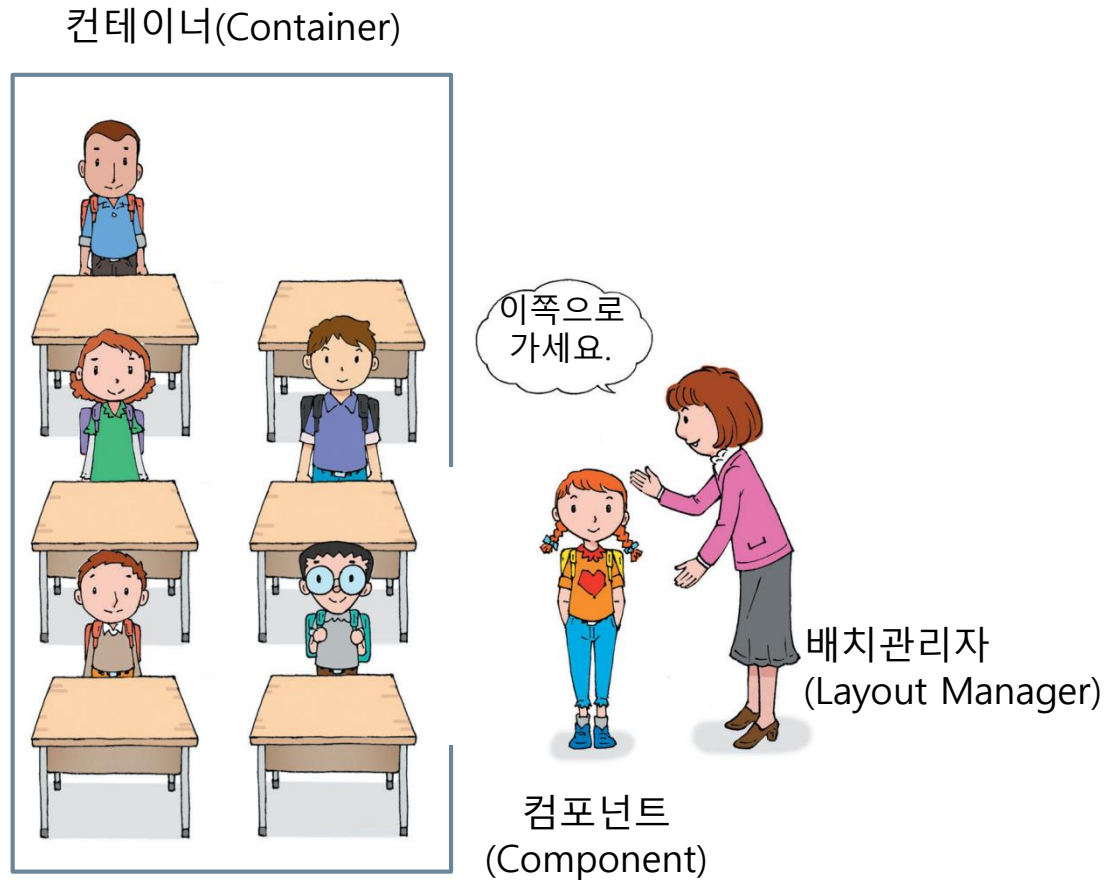 컨테이너(Container)
이쪽으로
가세요.
배치관리자
(Layout Manager)
컴포넌트
(Component)